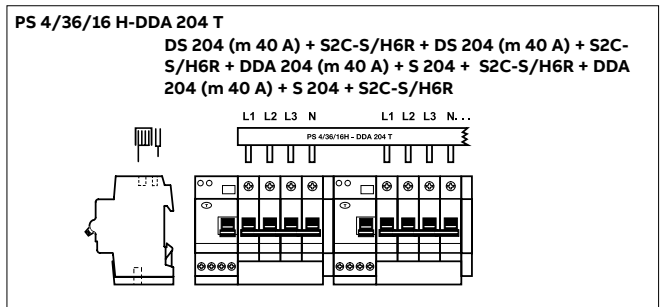 PS 4/36/16 H-DDA 204 T
DS 204 (m 40 A) + S2C-S/H6R + DS 204 (m 40 A) + S2C-
S/H6R + DDA 204 (m 40 A) + S 204 + S2C-S/H6R + DDA
204 (m 40 A) + S 204 + S2C-S/H6R
L1 L2 L3 N L1 L2 L3 N...
PS 4/36/16H – DDA 204 T